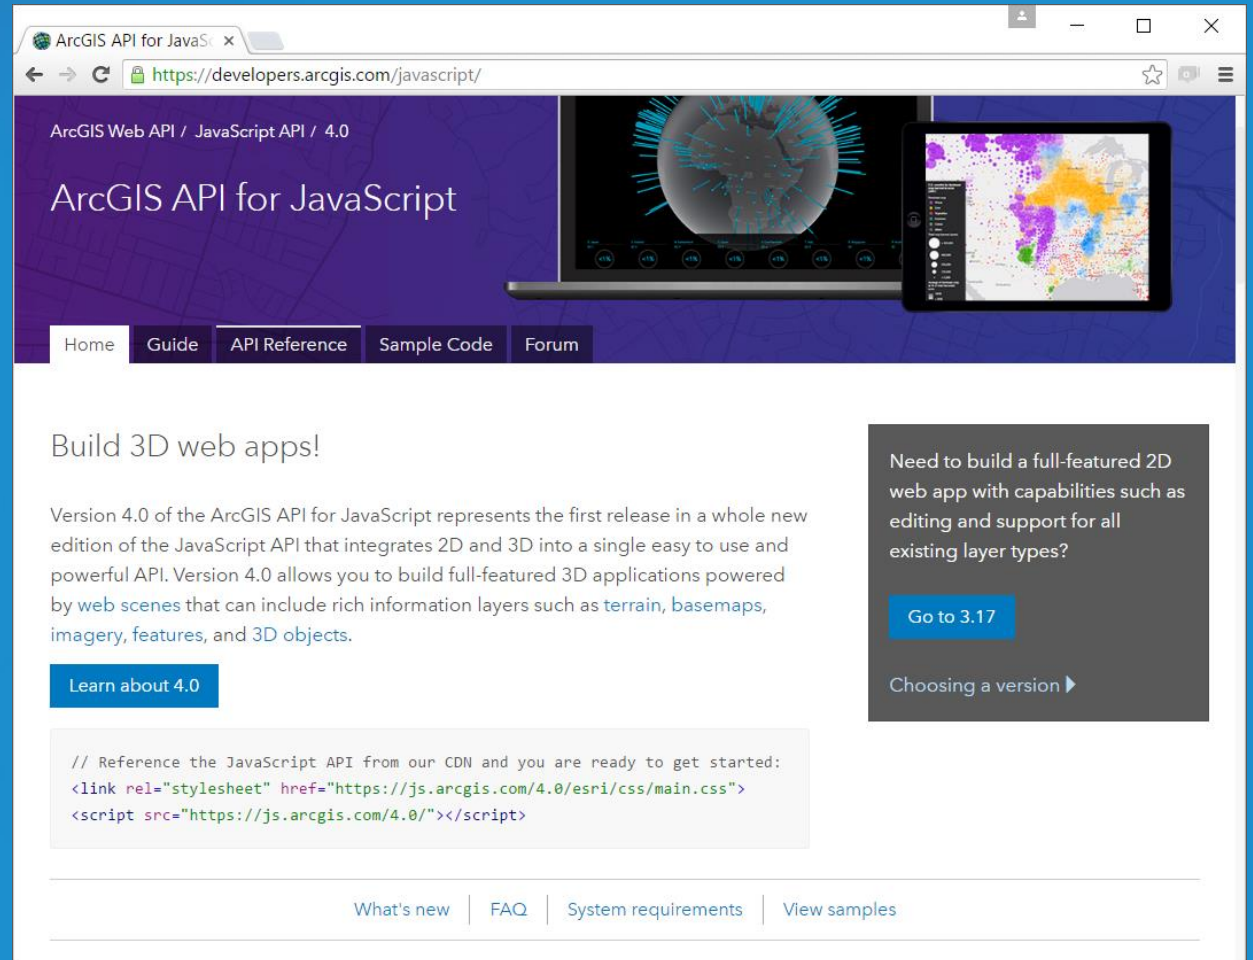 ArcGIS API for JavaSc
https://developers.arcgis.com/javascript/
ArcGIS Web API / JavaScript API / 4.0
ArcGIS API for JavaScript
Home Guide API Reference Sample Code Forum
Build 3D web apps!
Version 4.0 of the ArcGIS API for JavaScript represents the first release in a whole new
edition of the JavaScript API that integrates 2D and 3D into a single easy to use and
powerful API. Version 4.0 allows you to build full-featured 3D applications powered
by web scenes that can include rich information layers such as terrain, basemaps,
imagery, features, and 3D objects.
Learn about 4.0
// Reference the JavaScript API from our CDN and you are ready to get started:
<link rel="stylesheet" href="https://js.arcgis.com/4.0/esri/css/main.css">
<script src="https://js.arcgis.com/4.0/"></script>
Need to build a full-featured 2D
web app with capabilities such as
editing and support for all
existing layer types?
Go to 3.17
Choosing a version
What's new FAQ System requirements View samples